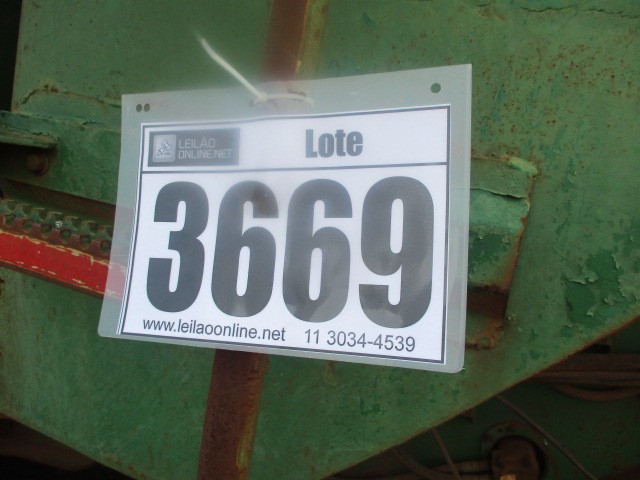 LEILÃO
ONLINE.NET
Lote
3669
www.leilaoonline.net 11 3034-4539